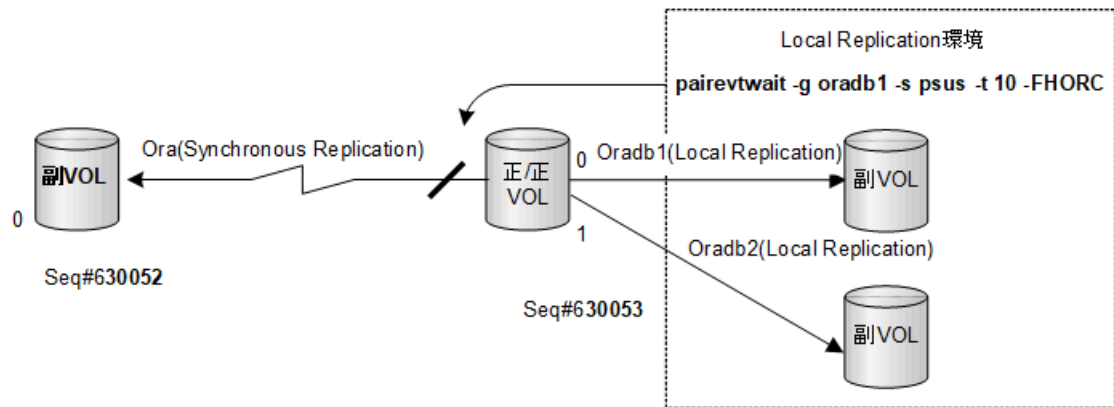 Local Replication環境
pairevtwait -g oradb1 -s psus -t 10 -FHORC
Ora(Synchronous Replication)
副VOL
0
Seq#630052
正/正
VOL
0
1
Seq#630053
Oradb1(Local Replication)
副VOL
Oradb2(Local Replication)
副VOL